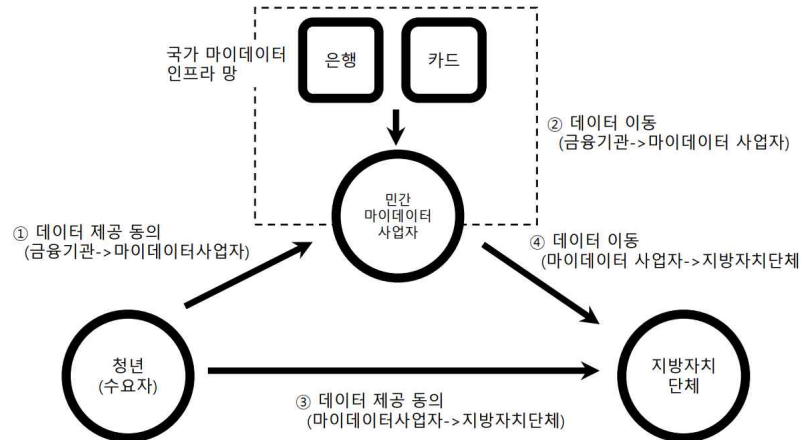 국가 마이데이터
인프라 망
은행
카드
② 데이터 이동
(금융기관->마이데이터 사업자)
민간
마이데이터
사업자
① 데이터 제공 동의
(금융기관->마이데이터사업자)
④ 데이터 이동
(마이데이터 사업자->지방자치단체
청년
(수요자)
지방자치
단체
③ 데이터 제공 동의
(마이데이터사업자->지방자치단체)